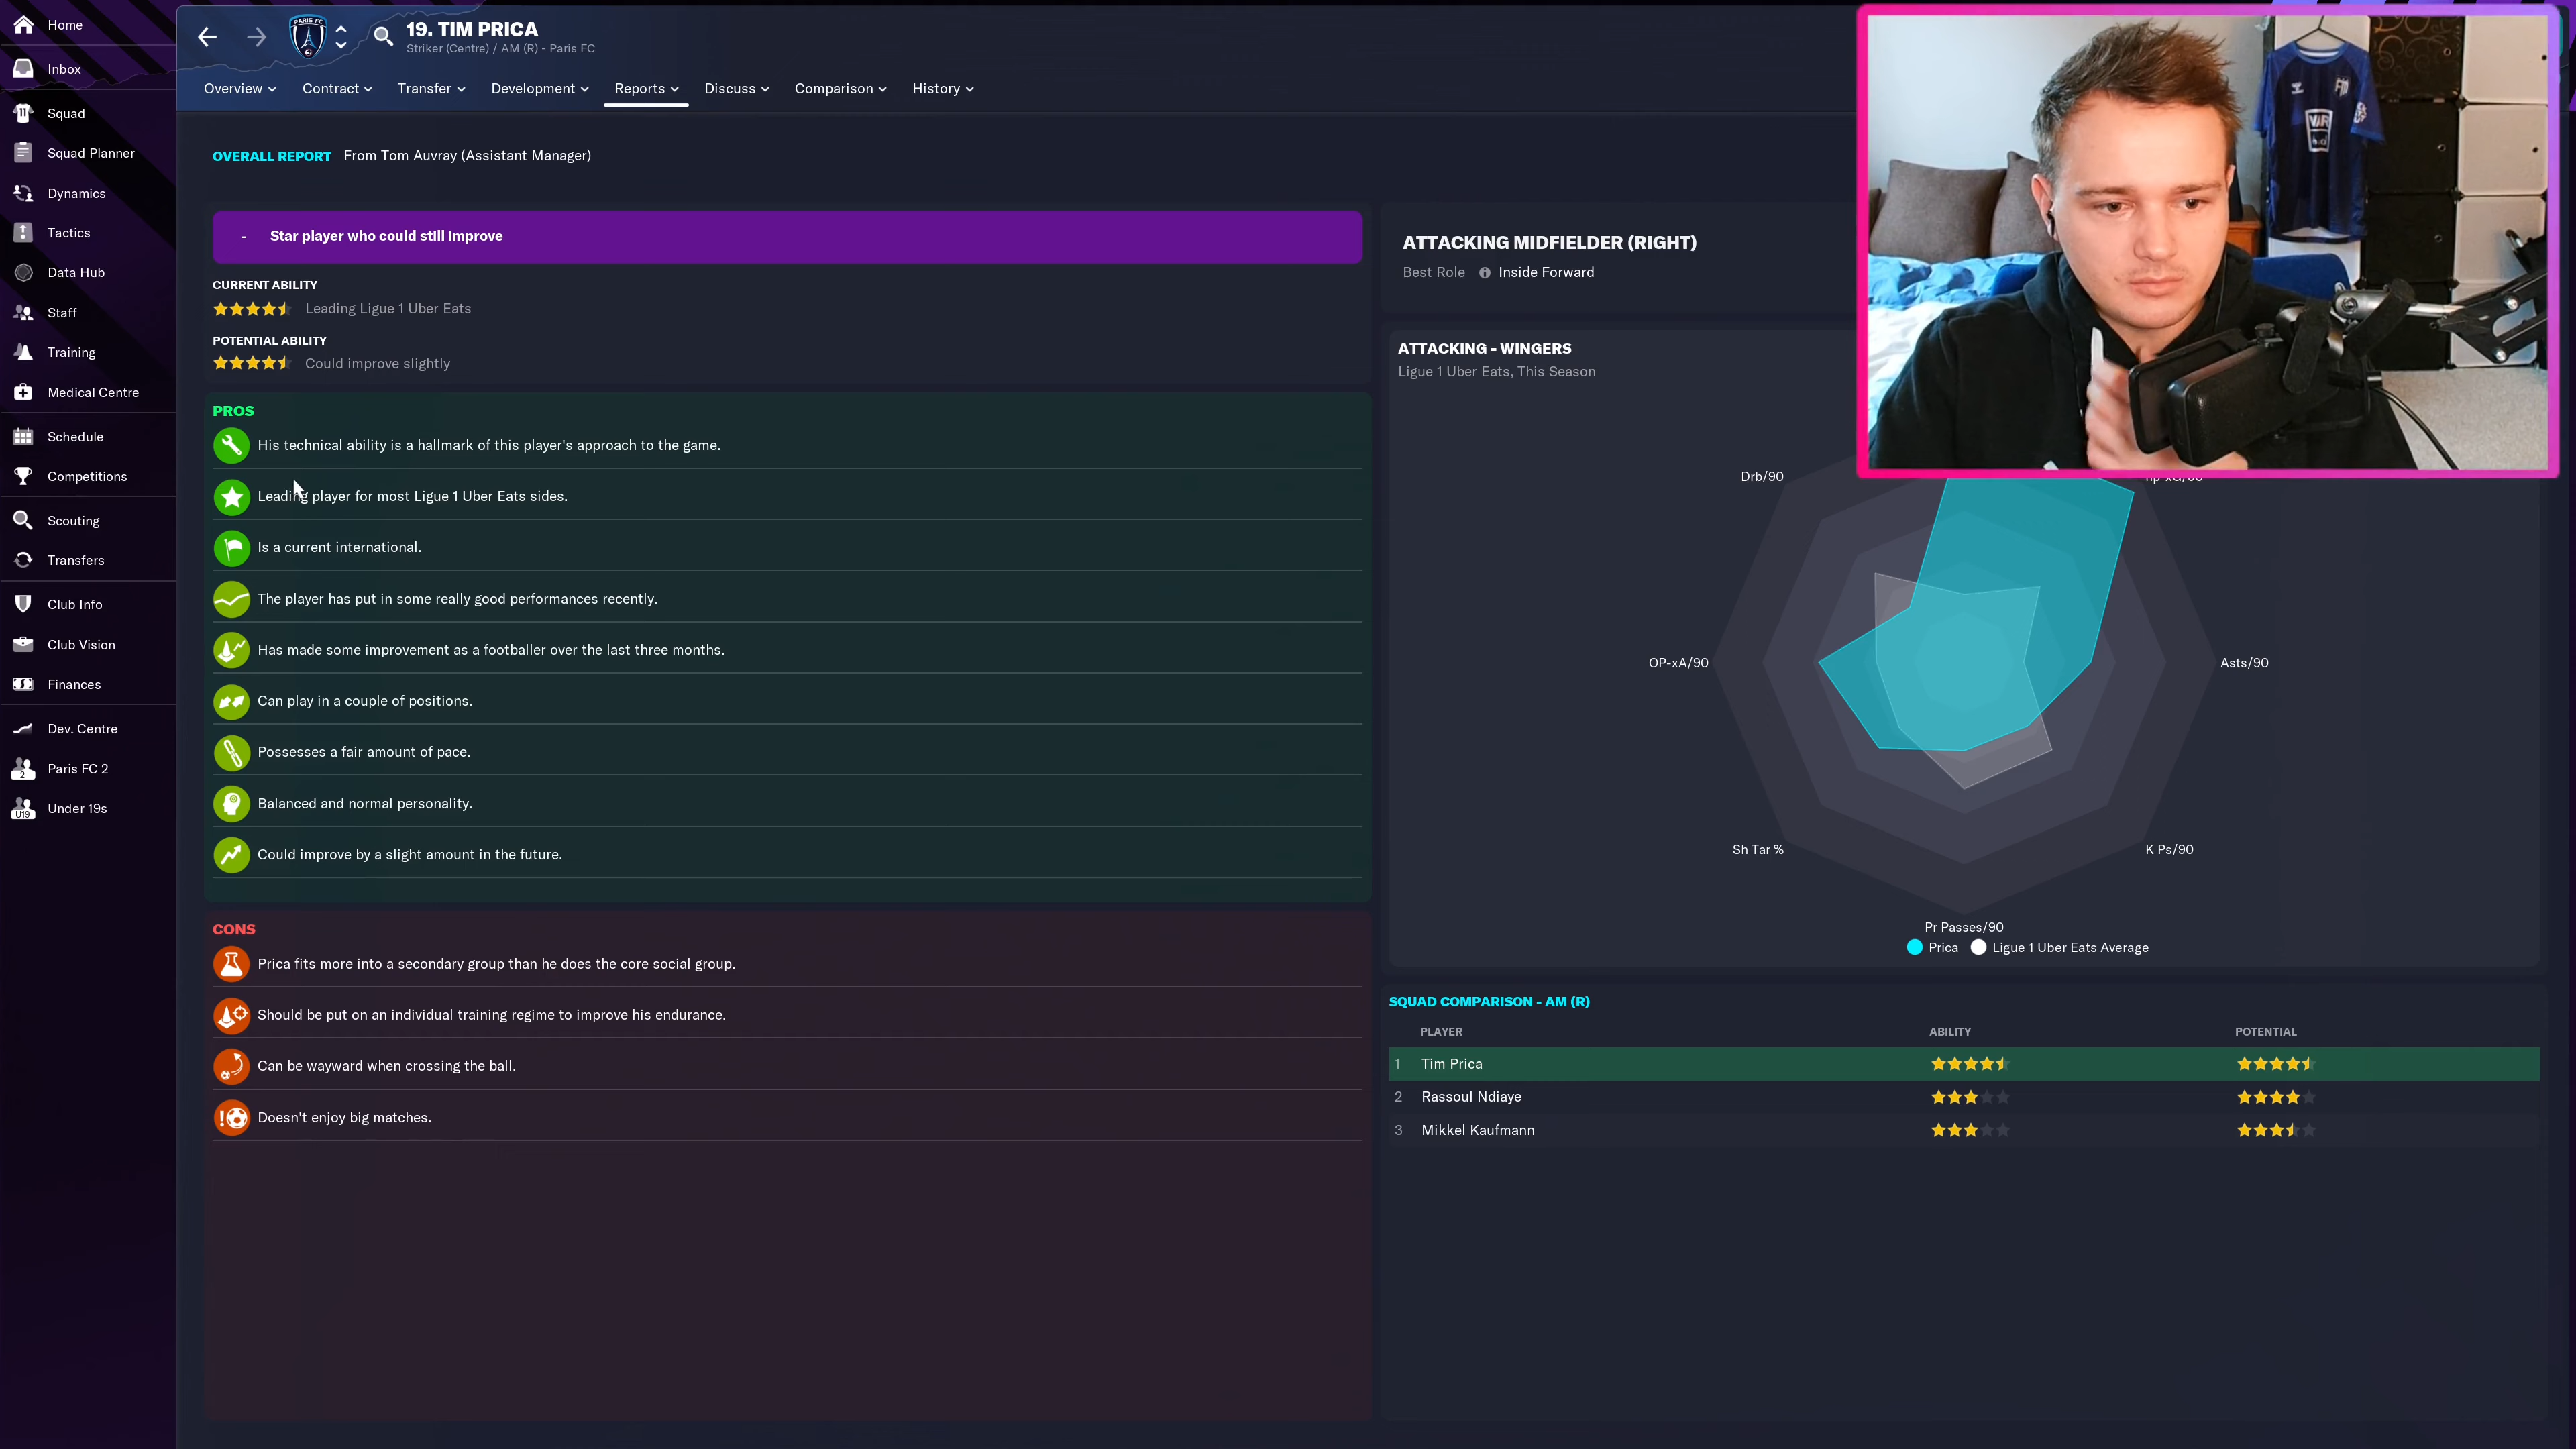 Home
Inbox
Squad
Squad Planner
Dynamics
Tactics
Data Hub
Staff
Training
Medical Centre
Schedule
Competitions
Scouting
Transfers
Club Info
Club Vision
Finances
Dev. Centre
Paris FC 2
Under 19s
11
2
U19
PARIS FC
19. TIM PRICA
Striker (Centre) / AM (R) - Paris FC
Overview
Contract
Transfer
Development
Reports
Discuss
Comparison
History
OVERALL REPORT From Tom Auvray (Assistant Manager)
- Star player who could still improve
CURRENT ABILITY
Leading Ligue 1 Uber Eats
POTENTIAL ABILITY
Could improve slightly
PROS
His technical ability is a hallmark of this player's approach to the game.
Leading player for most Ligue 1 Uber Eats sides.
Is a current international.
The player has put in some really good performances recently.
Has made some improvement as a footballer over the last three months.
Can play in a couple of positions.
Possesses a fair amount of pace.
Balanced and normal personality.
Could improve by a slight amount in the future.
CONS
Prica fits more into a secondary group than he does the core social group.
Should be put on an individual training regime to improve his endurance.
Can be wayward when crossing the ball.
Doesn't enjoy big matches.
ATTACKING MIDFIELDER (RIGHT)
Best Role Inside Forward
ATTACKING - WINGERS
Ligue 1 Uber Eats, This Season
Drb/90
OP-xA/90
Asts/90
Sh Tar %
K Ps/90
Pr Passes/90
Prica Ligue 1 Uber Eats Average
SQUAD COMPARISON - AM (R)
PLAYER ABILITY POTENTIAL
1 Tim Prica
2 Rassoul Ndiaye
3 Mikkel Kaufmann